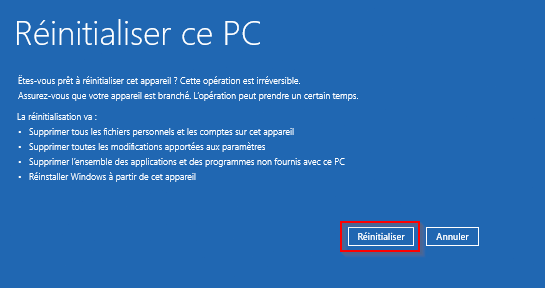 Réinitialiser ce PC
Êtes-vous prêt à réinitialiser cet appareil ? Cette opération est irréversible.
Assurez-vous que votre appareil est branché. L'opération peut prendre un certain temps.
La réinitialisation va :
• Supprimer tous les fichiers personnels et les comptes sur cet appareil
• Supprimer toutes les modifications apportées aux paramètres
• Supprimer l'ensemble des applications et des programmes non fournis avec ce PC
• Réinstaller Windows à partir de cet appareil
Réinitialiser Annuler